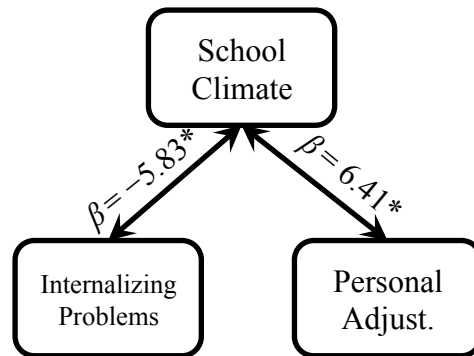 School
Climate
β = −5.83*
β = 6.41*
Internalizing
Problems
Personal
Adjust.